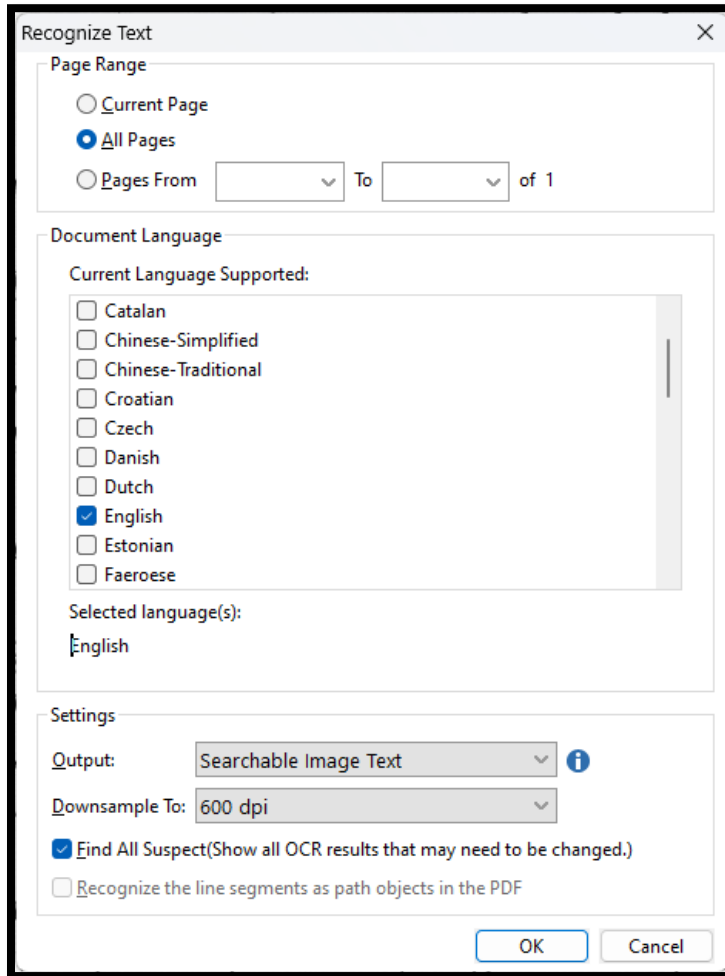 Recognize Text
Page Range
Current Page
All Pages
Pages From To of 1
Document Language
Current Language Supported:
Catalan
Chinese-Simplified
Chinese-Traditional
Croatian
Czech
Danish
Dutch
English
Estonian
Faeroese
Selected language(s):
English
Settings
Output: Searchable Image Text
Downsample To: 600 dpi
Find All Suspect(Show all OCR results that may need to be changed.)
Recognize the line segments as path objects in the PDF
OK Cancel